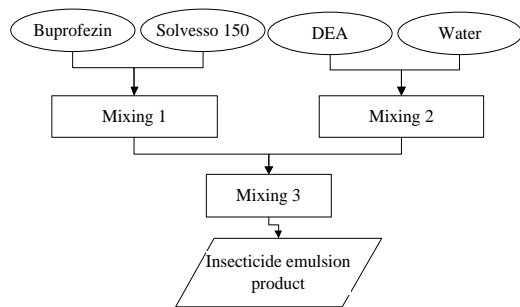 Buprofezin
Solvesso 150
DEA
Water
Mixing 1
Mixing 2
Mixing 3
Insecticide emulsion
product